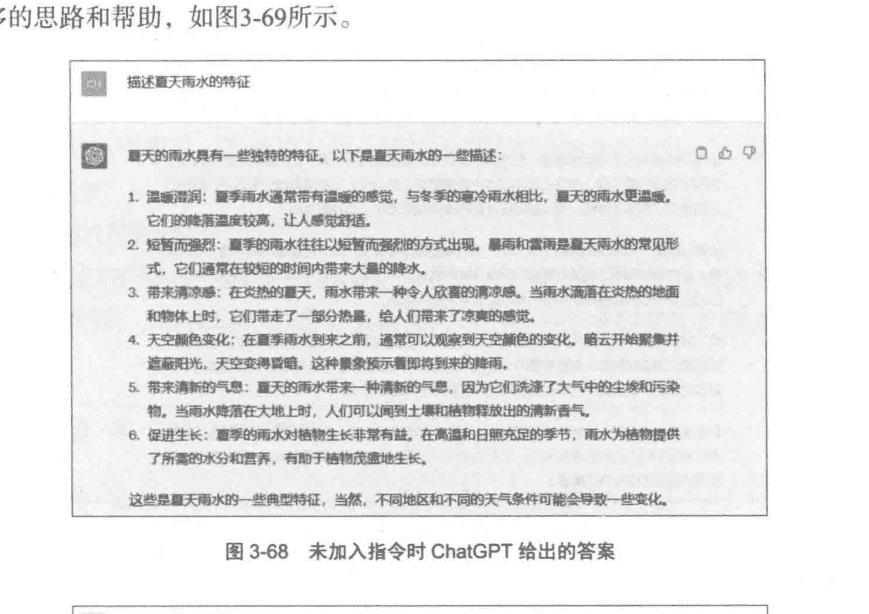 的思路和帮助，如图3-69所示。
描述夏天雨水的特征
夏天的雨水具有一些独特的特征。以下是夏天雨水的一些描述：
1. 温暖湿润：夏季雨水通常带有温暖的感觉，与冬季的寒冷雨水相比，夏天的雨水更温暖。
它们的降落温度较高，让人感觉舒适。
2. 短暂而强烈：夏季的雨水往往以短暂而强烈的方式出现。暴雨和雷雨是夏天雨水的常见形
式，它们通常在较短的时间内带来大量的降水。
3. 带来清凉感：在炎热的夏天，雨水带来一种令人欣喜的清凉感。当雨水滴落在炎热的地面
和物体上时，它们带走了一部分热量，给人们带来了凉爽的感觉。
4. 天空颜色变化：在夏季雨水到来之前，通常可以观察到天空颜色的变化。暗云开始聚集并
遮蔽阳光，天空变得昏暗。这种景象预示着即将到来的降雨。
5. 带来清新的气息：夏天的雨水带来一种清新的气息，因为它们洗涤了大气中的尘埃和污染
物。当雨水降落在大地上时，人们可以闻到土壤和植物释放出的清新香气。
6. 促进生长：夏季的雨水对植物生长非常有益。在高温和日照充足的季节，雨水为植物提供
了所需的水分和营养，有助于植物茂盛地生长。
这些是夏天雨水的一些典型特征，当然，不同地区和不同的天气条件可能会导致一些变化。
图 3-68 未加入指令时 ChatGPT 给出的答案